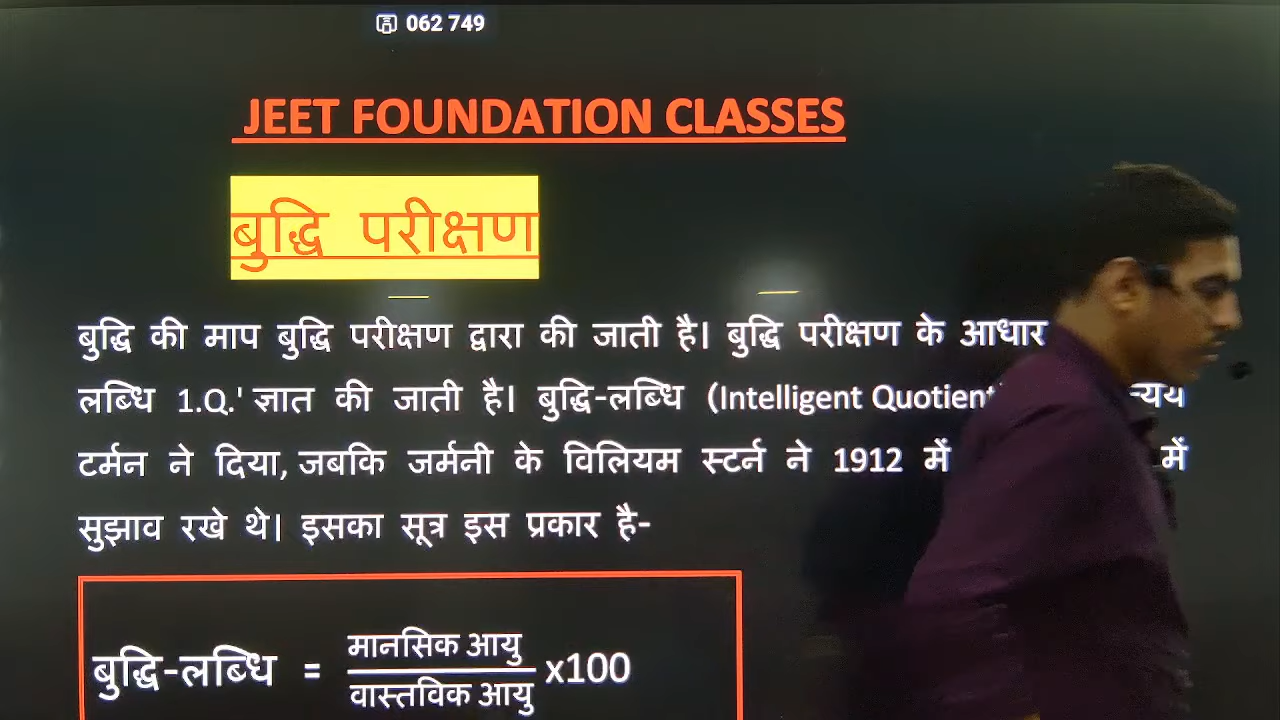 062 749
JEET FOUNDATION CLASSES
बुद्धि परीक्षण
बुद्धि की माप बुद्धि परीक्षण द्वारा की जाती है। बुद्धि परीक्षण के आधार
लब्धि 1.Q.' ज्ञात की जाती है। बुद्धि-लब्धि (Intelligent Quotient
टर्मन ने दिया, जबकि जर्मनी के विलियम स्टर्न ने 1912 में में
सुझाव रखे थे। इसका सूत्र इस प्रकार है-
बुद्धि-लब्धि = मानसिक आयु x100
वास्तविक आयु